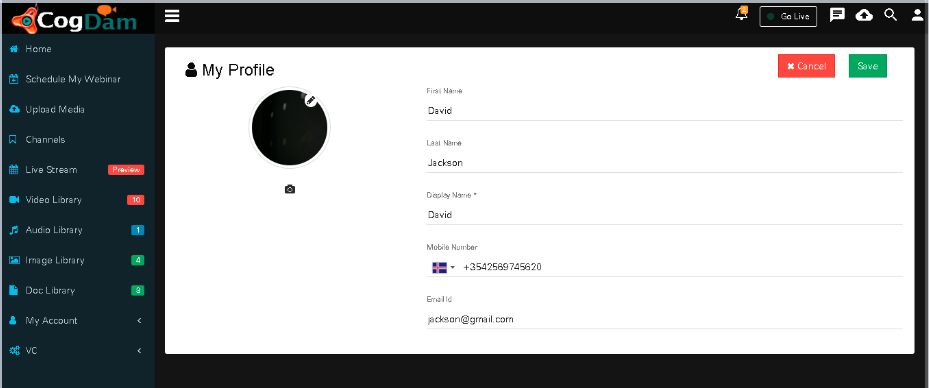 CogDam
2
Go Live
Home
Schedule My Webinar
Upload Media
Channels
Live Stream Preview
Video Library 10
Audio Library 1
Image Library 4
Doc Library 3
My Account
VC
My Profile
✖ Cancel
Save
First Name
David
Last Name
Jackson
Display Name *
David
Mobile Number
+3542569745620
Email Id
jackson@gmail.com